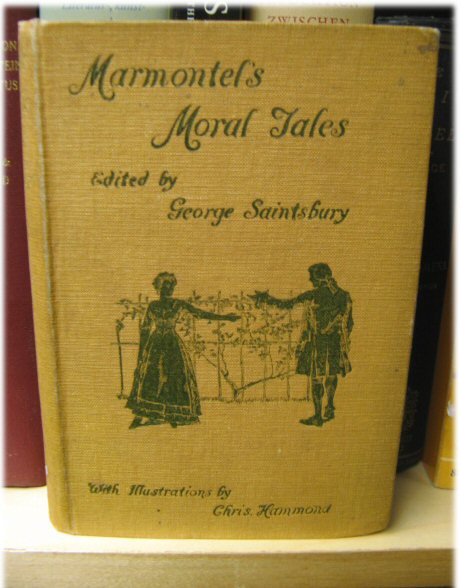 ZWISCHEN
Marmontel's
Moral Tales
Edited by
George Saintsbury
With Illustrations by
Chris. Hammond